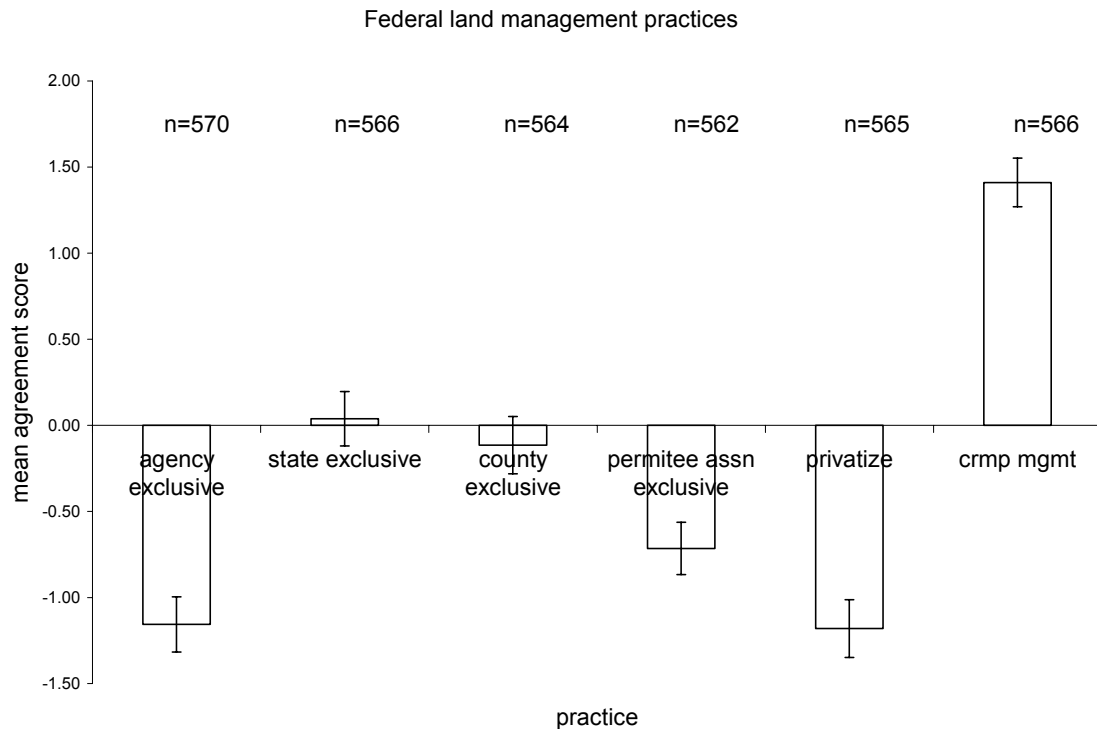 Federal land management practices
2.00
n=570 n=566 n=564 n=562 n=565 n=566
1.50
1.00
0.50
0.00
-0.50
-1.00
-1.50
mean agreement score
agency exclusive
state exclusive
county exclusive
permitee assn exclusive
privatize
crmp mgmt
practice